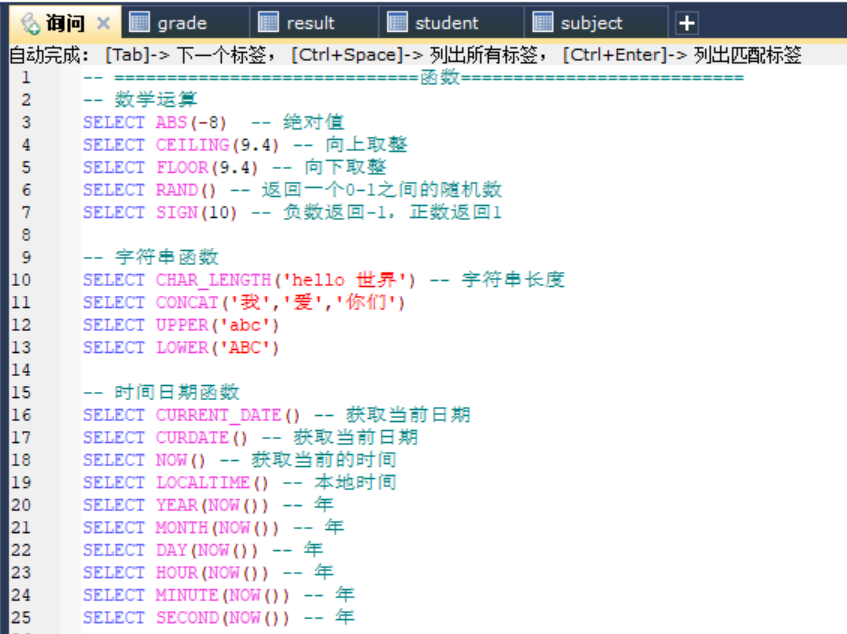 询问 grade result student subject
自动完成： [Tab]-> 下一个标签， [Ctrl+Space]-> 列出所有标签， [Ctrl+Enter]-> 列出匹配标签
1 -- =============================函数===========================
2 -- 数学运算
3 SELECT ABS(-8)  -- 绝对值
4 SELECT CEILING(9.4) -- 向上取整
5 SELECT FLOOR(9.4) -- 向下取整
6 SELECT RAND() -- 返回一个0-1之间的随机数
7 SELECT SIGN(10) -- 负数返回-1，正数返回1
8
9 -- 字符串函数
10 SELECT CHAR_LENGTH('hello 世界') -- 字符串长度
11 SELECT CONCAT('我','爱','你们')
12 SELECT UPPER('abc')
13 SELECT LOWER('ABC')
14
15 -- 时间日期函数
16 SELECT CURRENT_DATE() -- 获取当前日期
17 SELECT CURDATE() -- 获取当前日期
18 SELECT NOW() -- 获取当前的时间
19 SELECT LOCALTIME() -- 本地时间
20 SELECT YEAR(NOW()) -- 年
21 SELECT MONTH(NOW()) -- 年
22 SELECT DAY(NOW()) -- 年
23 SELECT HOUR(NOW()) -- 年
24 SELECT MINUTE(NOW()) -- 年
25 SELECT SECOND(NOW()) -- 年